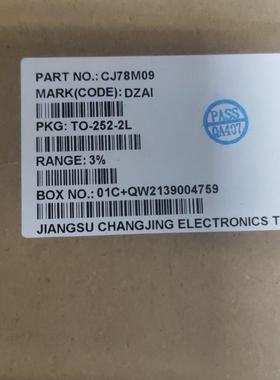 PART NO.: CJ78M09
MARK(CODE): DZAI
PKG: TO-252-2L
RANGE: 3%
BOX NO.: 01C+QW2139004759
JIANGSU CHANGJING ELECTRONICS T
PASS
QA407